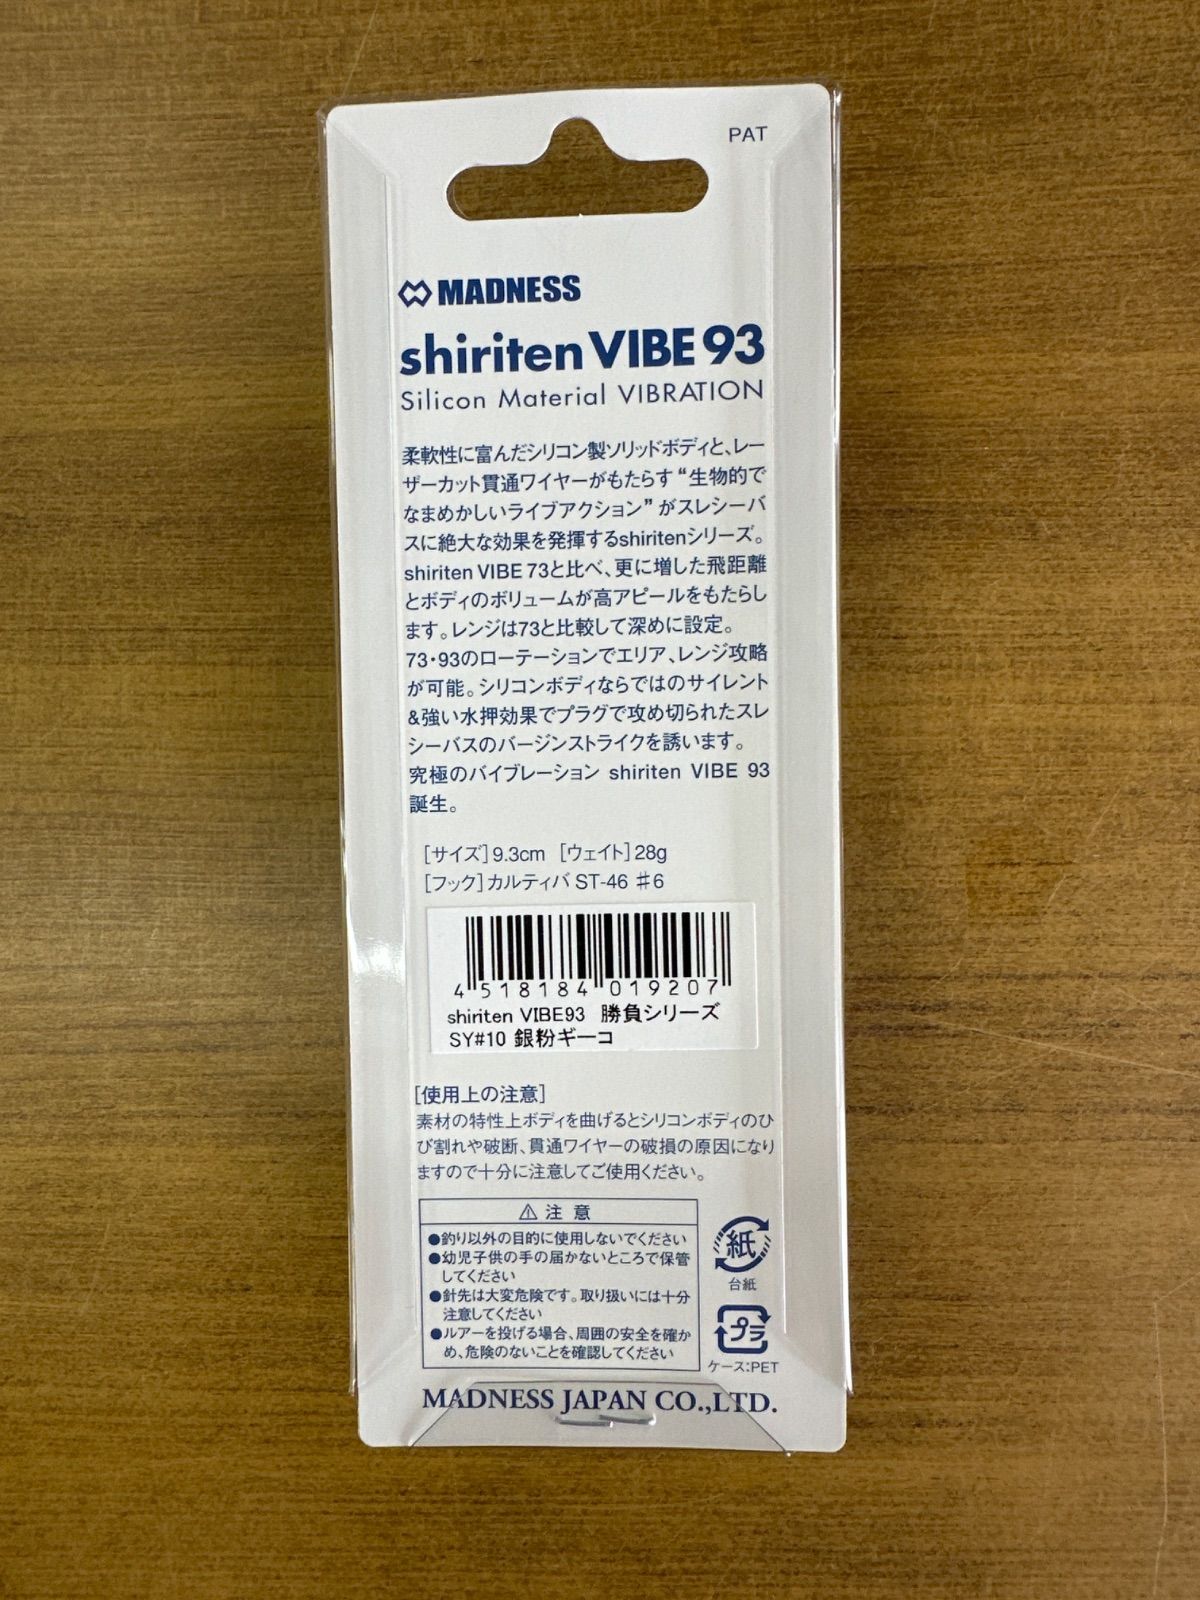 PAT
MADNESS
shiriten VIBE 93
Silicon Material VIBRATION
柔軟性に富んだシリコン製ソリッドボディと、レー
ザーカット貫通ワイヤーがもたらす“生物的で
なまめかしいライブアクション”がスレシーバ
スに絶大な効果を発揮するshiritenシリーズ。
shiriten VIBE 73と比べ、更に増した飛距離
とボディのボリュームが高アピールをもたらし
ます。レンジは73と比較して深めに設定。
73・93のローテーションでエリア、レンジ攻略
が可能。シリコンボディならではのサイレント
&強い水押効果でプラグで攻め切られたスレ
シーバスのバージンストライクを誘います。
究極のバイブレーション shiriten VIBE 93
誕生。
[サイズ]9.3cm [ウェイト]28g
[フック]カルティバ ST-46 #6
4 518184 019207
shiriten VIBE93 勝負シリーズ
SY#10 銀粉ギーコ
[使用上の注意]
素材の特性上ボディを曲げるとシリコンボディのひ
び割れや破断、貫通ワイヤーの破損の原因になり
ますので十分に注意してご使用ください。
⚠注意
●釣り以外の目的に使用しないでください
●幼児子供の手の届かないところで保管
してください
●針先は大変危険です。取り扱いには十分
注意してください
●ルアーを投げる場合、周囲の安全を確か
め、危険のないことを確認してください
紙
台紙
プラ
ケース:PET
MADNESS JAPAN CO.,LTD.